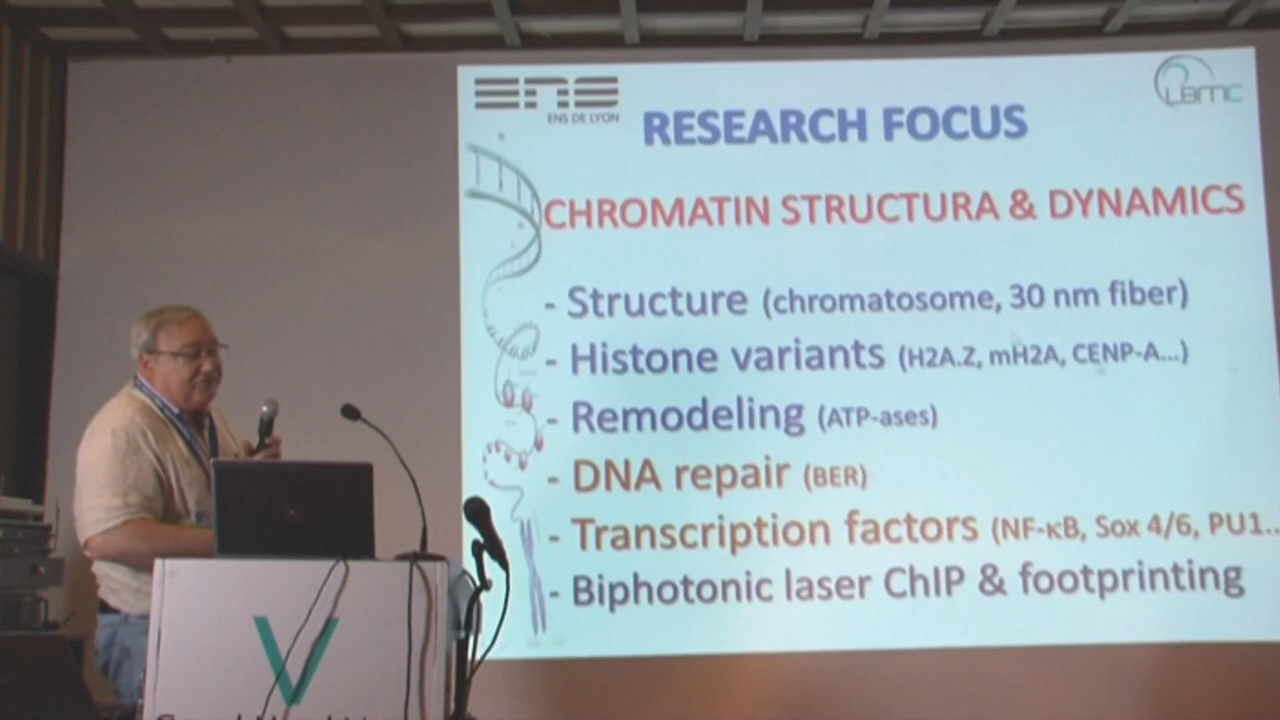 ENS
ENS DE LYON
LBMC
RESEARCH FOCUS
CHROMATIN STRUCTURA & DYNAMICS
- Structure (chromatosome, 30 nm fiber)
- Histone variants (H2A.Z, mH2A, CENP-A...)
- Remodeling (ATP-ases)
- DNA repair (BER)
- Transcription factors (NF-κB, Sox 4/6, PU1..
- Biphotonic laser ChIP & footprinting
V